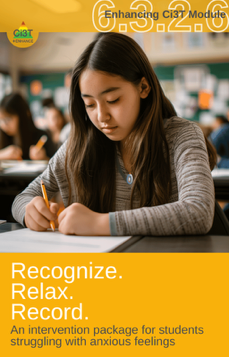 6.3.2.6
Enhancing Ci3T Module
Ci3T
Recognize.
Relax.
Record.
An intervention package for students
struggling with anxious feelings